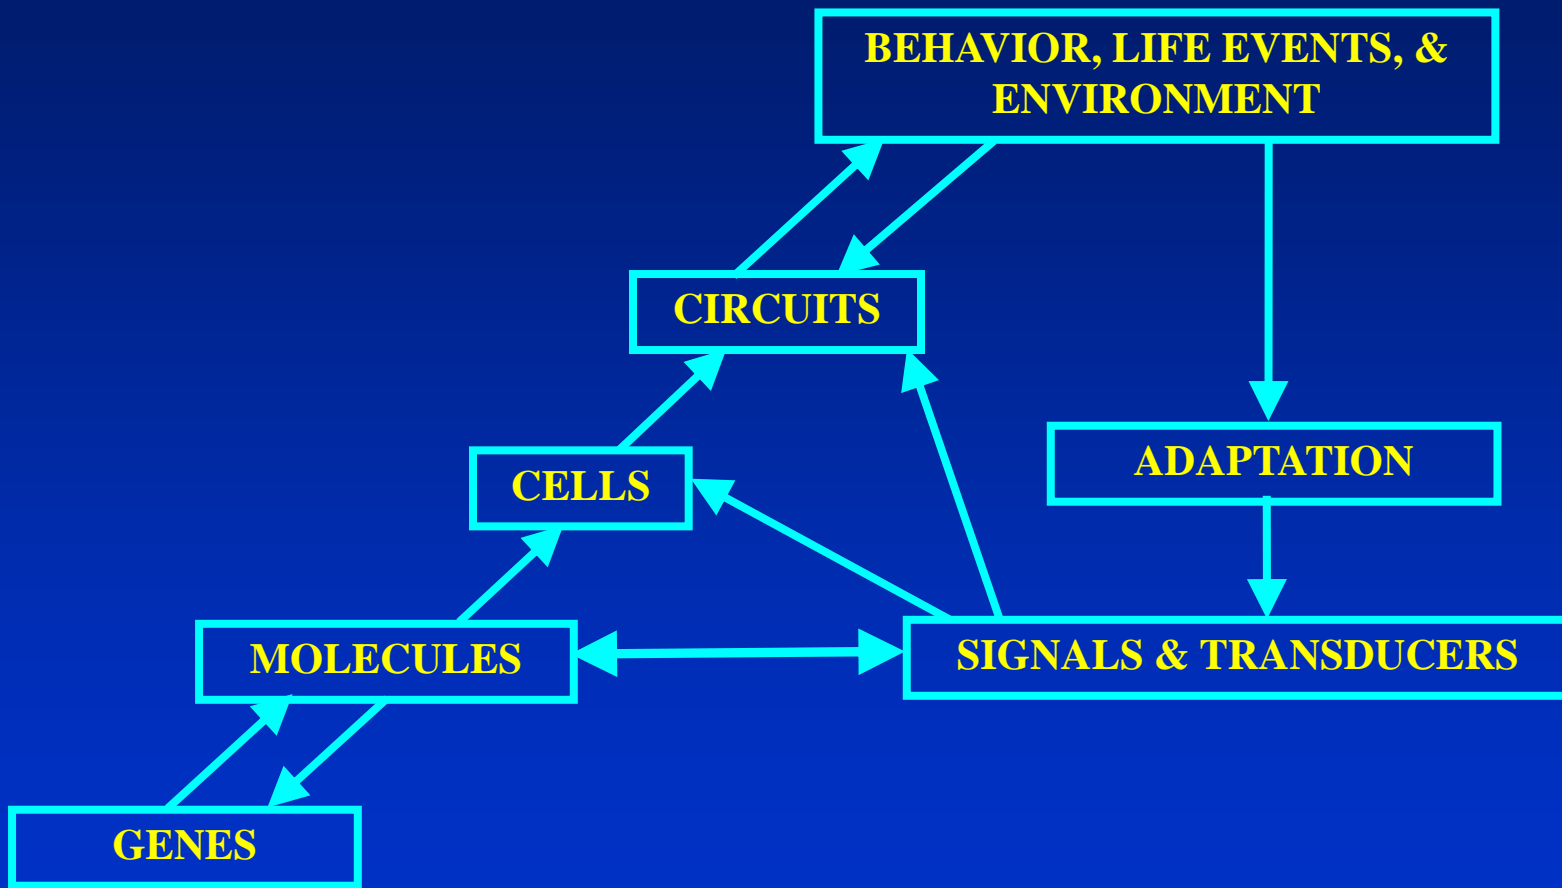 BEHAVIOR, LIFE EVENTS, &
ENVIRONMENT
CIRCUITS
ADAPTATION
CELLS
MOLECULES
SIGNALS & TRANSDUCERS
GENES